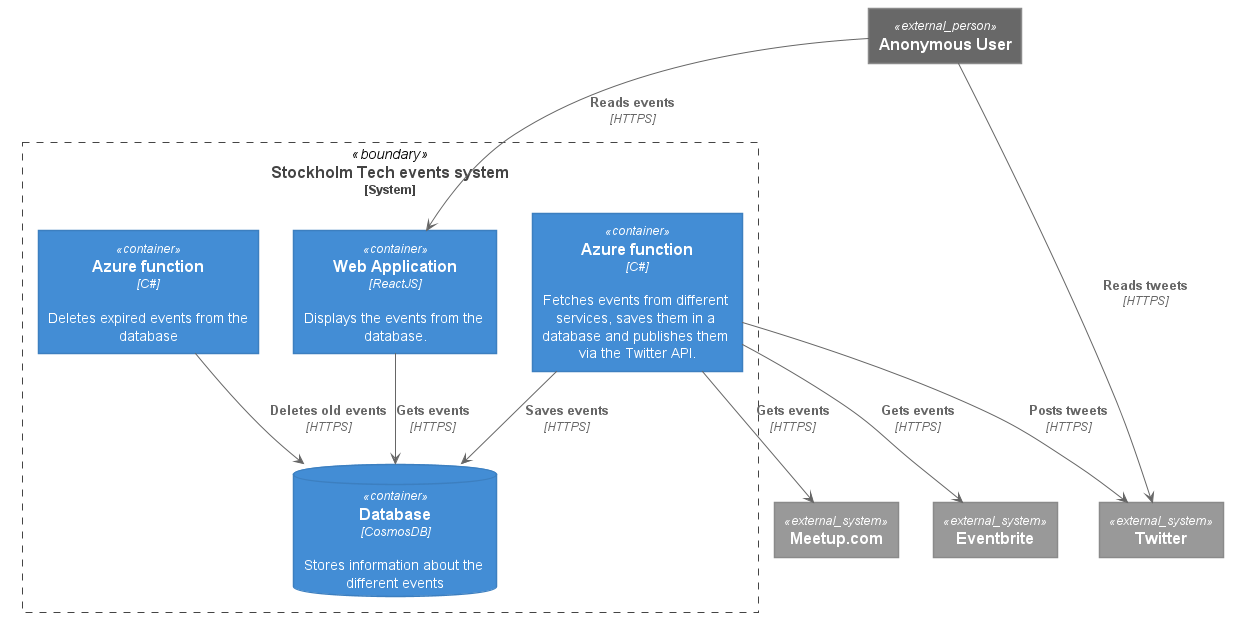 «external_person»
Anonymous User
Reads events
[HTTPS]
«boundary»
Stockholm Tech events system
[System]
«container»
Azure function
[C#]
Deletes expired events from the
database
«container»
Web Application
[ReactJS]
Displays the events from the
database.
«container»
Azure function
[C#]
Fetches events from different
services, saves them in a
database and publishes them
via the Twitter API.
Reads tweets
[HTTPS]
Deletes old events
[HTTPS]
Gets events
[HTTPS]
Saves events
[HTTPS]
Gets events
[HTTPS]
Gets events
[HTTPS]
Posts tweets
[HTTPS]
«container»
Database
[CosmosDB]
Stores information about the
different events
«external_system»
Meetup.com
«external_system»
Eventbrite
«external_system»
Twitter